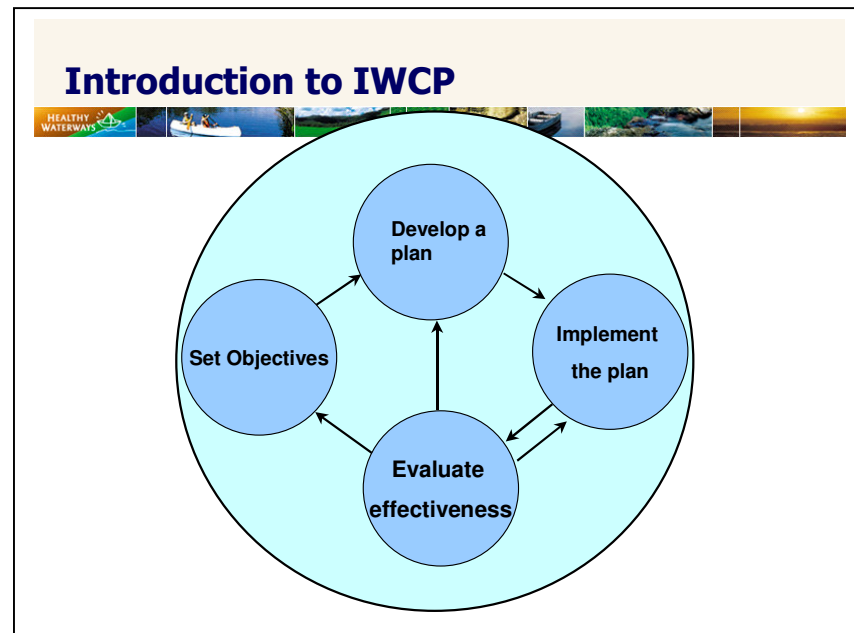 Introduction to IWCP
HEALTHY
WATERWAYS
Develop a
plan
Set Objectives
Implement
the plan
Evaluate
effectiveness